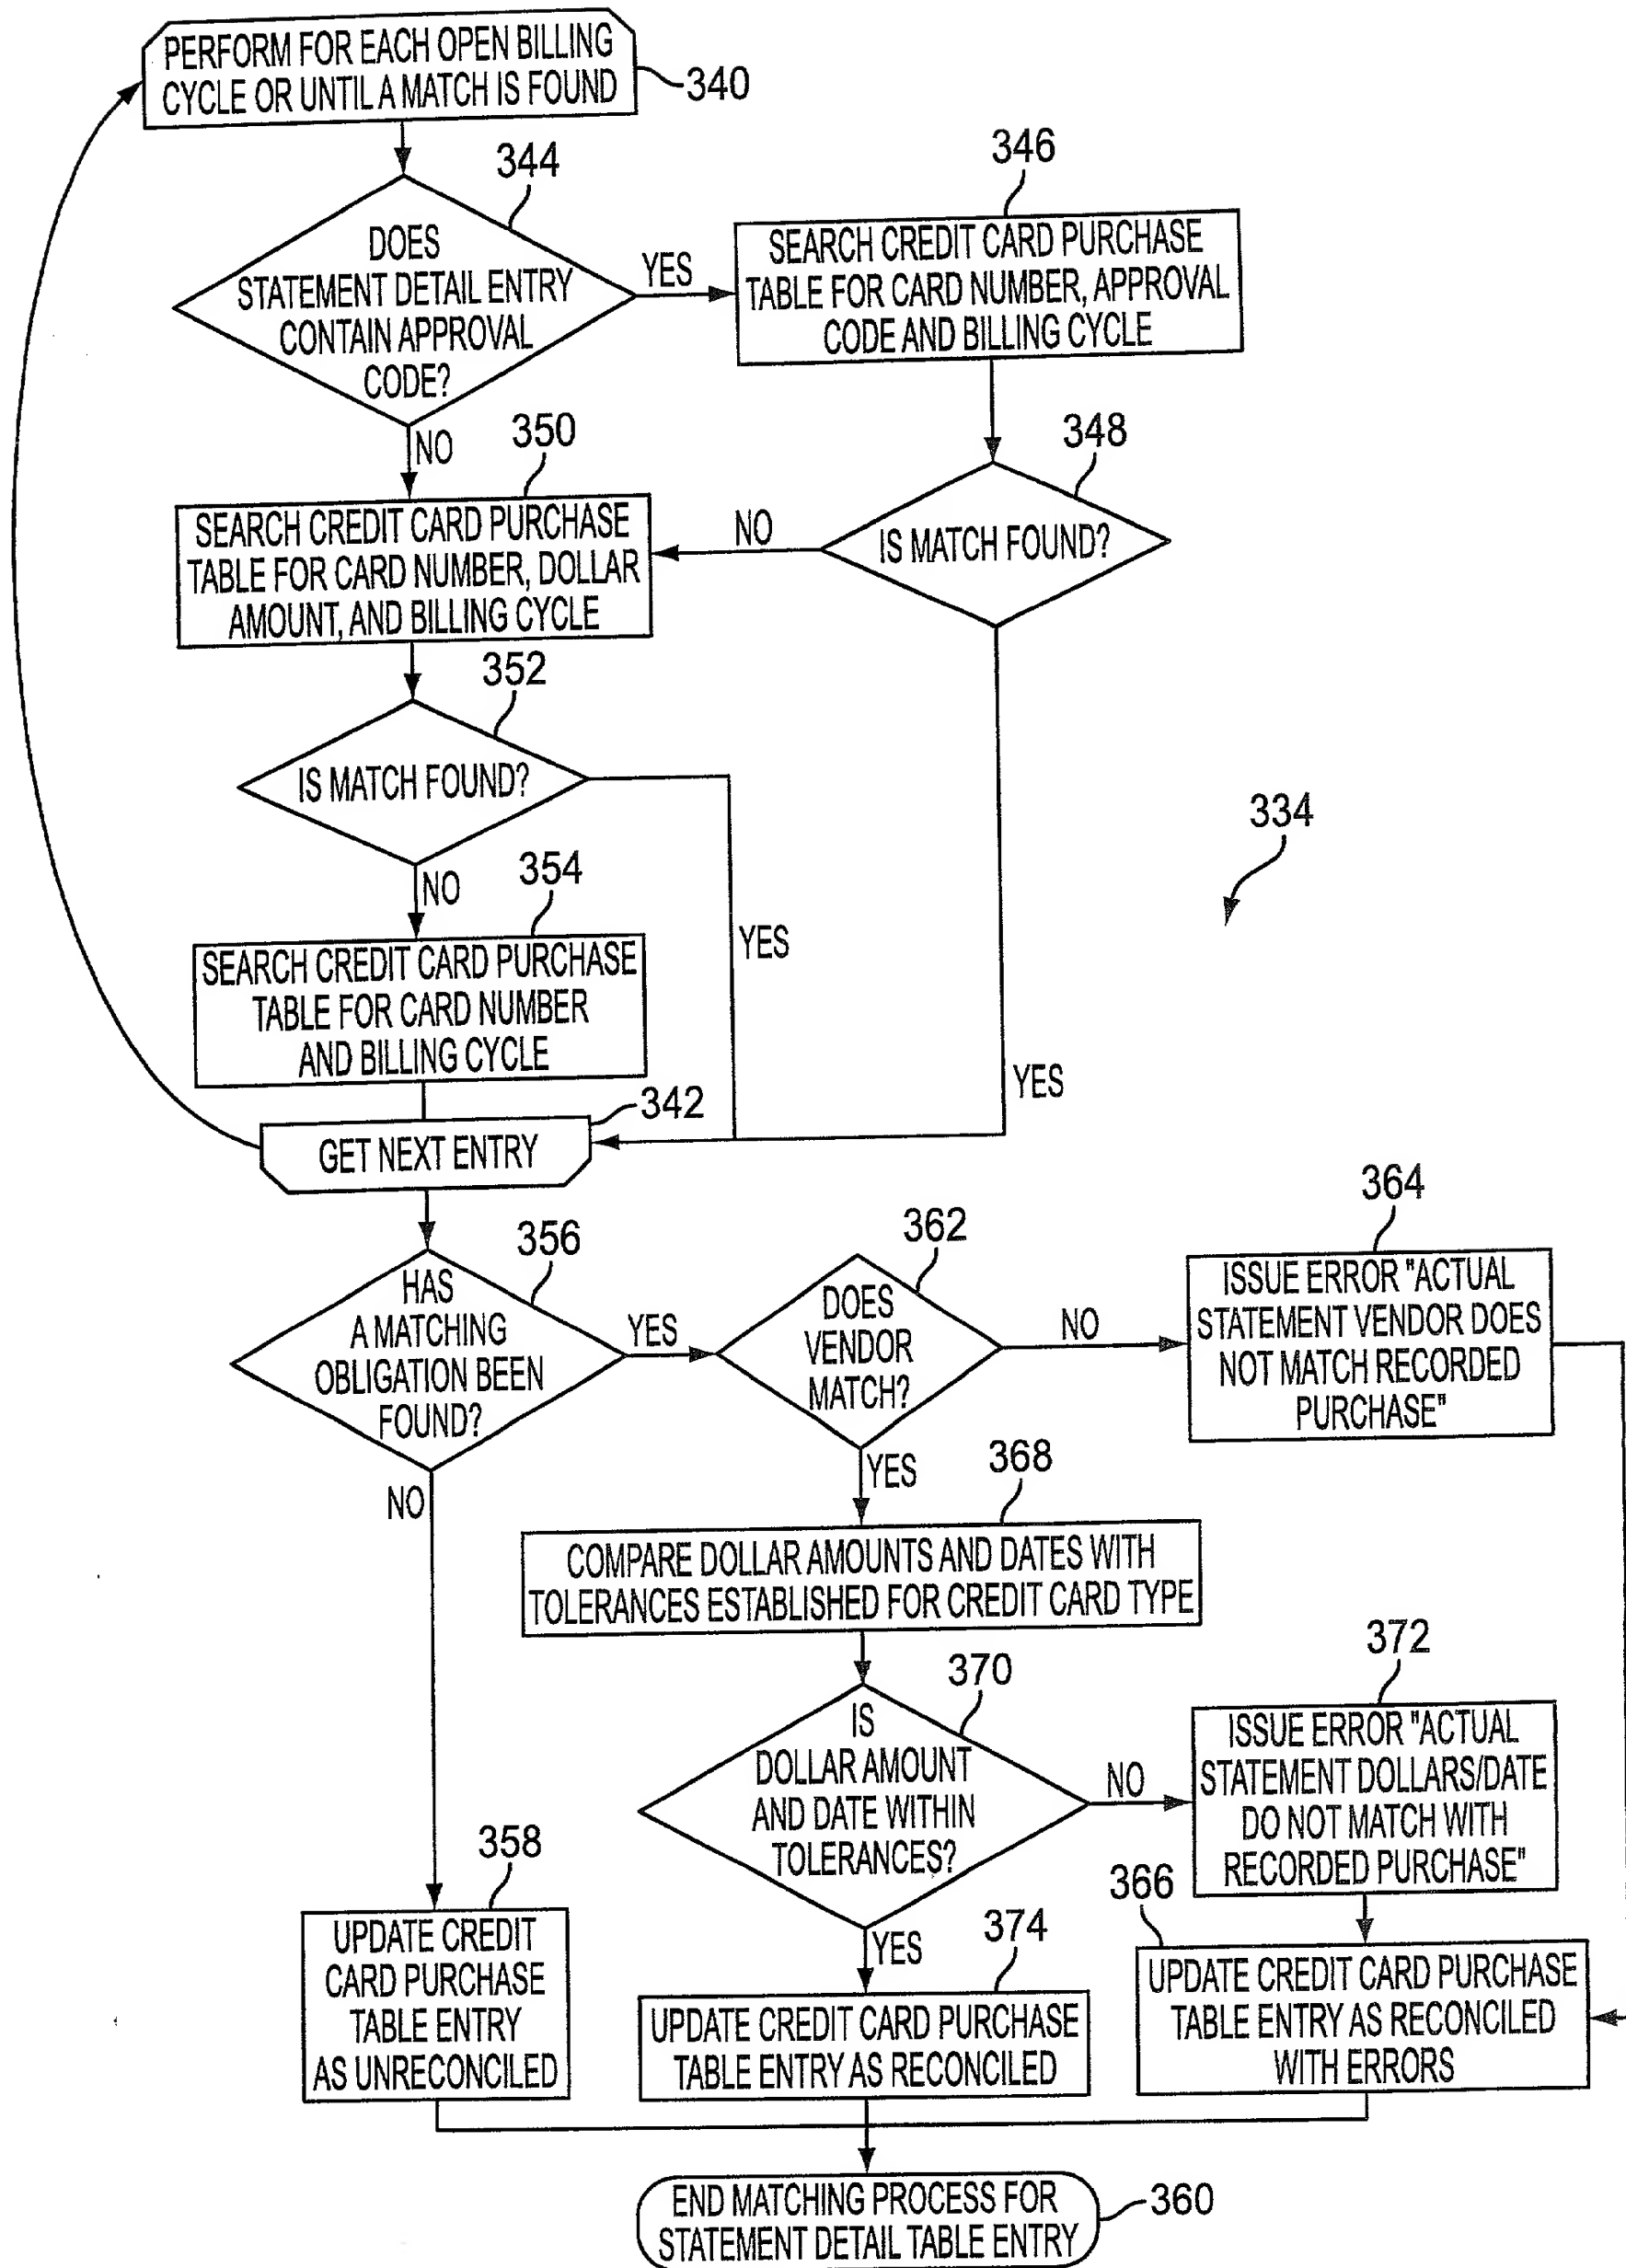 PERFORM FOR EACH OPEN BILLING
CYCLE OR UNTIL A MATCH IS FOUND
340
344
DOES
STATEMENT DETAIL ENTRY
CONTAIN APPROVAL
CODE?
YES
346
SEARCH CREDIT CARD PURCHASE
TABLE FOR CARD NUMBER, APPROVAL
CODE AND BILLING CYCLE
NO
350
348
SEARCH CREDIT CARD PURCHASE
TABLE FOR CARD NUMBER, DOLLAR
AMOUNT, AND BILLING CYCLE
NO
IS MATCH FOUND?
352
IS MATCH FOUND?
334
NO
354
YES
SEARCH CREDIT CARD PURCHASE
TABLE FOR CARD NUMBER
AND BILLING CYCLE
YES
342
GET NEXT ENTRY
356
HAS
A MATCHING
OBLIGATION BEEN
FOUND?
YES
362
DOES
VENDOR
MATCH?
NO
364
ISSUE ERROR "ACTUAL
STATEMENT VENDOR DOES
NOT MATCH RECORDED
PURCHASE"
NO
YES
368
COMPARE DOLLAR AMOUNTS AND DATES WITH
TOLERANCES ESTABLISHED FOR CREDIT CARD TYPE
370
IS
DOLLAR AMOUNT
AND DATE WITHIN
TOLERANCES?
NO
372
ISSUE ERROR "ACTUAL
STATEMENT DOLLARS/DATE
DO NOT MATCH WITH
RECORDED PURCHASE"
358
UPDATE CREDIT
CARD PURCHASE
TABLE ENTRY
AS UNRECONCILED
YES
374
UPDATE CREDIT CARD PURCHASE
TABLE ENTRY AS RECONCILED
366
UPDATE CREDIT CARD PURCHASE
TABLE ENTRY AS RECONCILED
WITH ERRORS
END MATCHING PROCESS FOR
STATEMENT DETAIL TABLE ENTRY
360